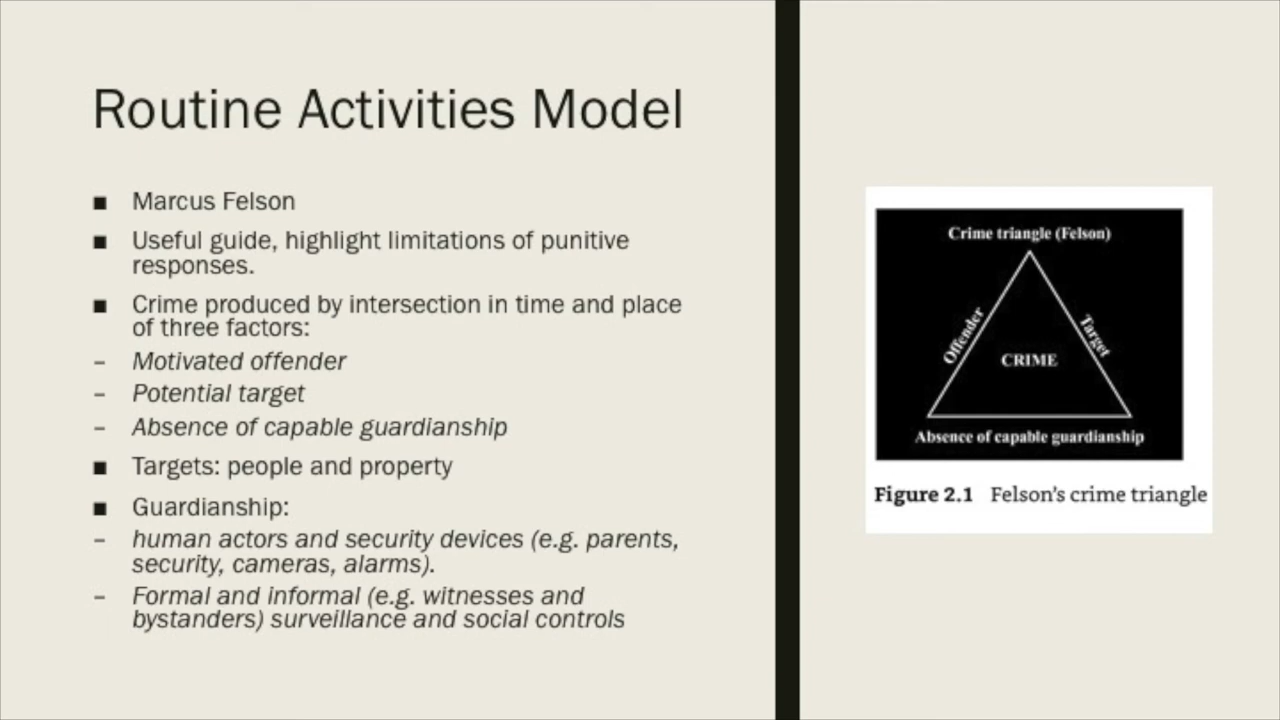 Routine Activities Model
■ Marcus Felson
■ Useful guide, highlight limitations of punitive
responses.
■ Crime produced by intersection in time and place
of three factors:
– Motivated offender
– Potential target
– Absence of capable guardianship
■ Targets: people and property
■ Guardianship:
– human actors and security devices (e.g. parents,
security, cameras, alarms).
– Formal and informal (e.g. witnesses and
bystanders) surveillance and social controls
Crime triangle (Felson)
Offender
Target
CRIME
Absence of capable guardianship
Figure 2.1 Felson's crime triangle